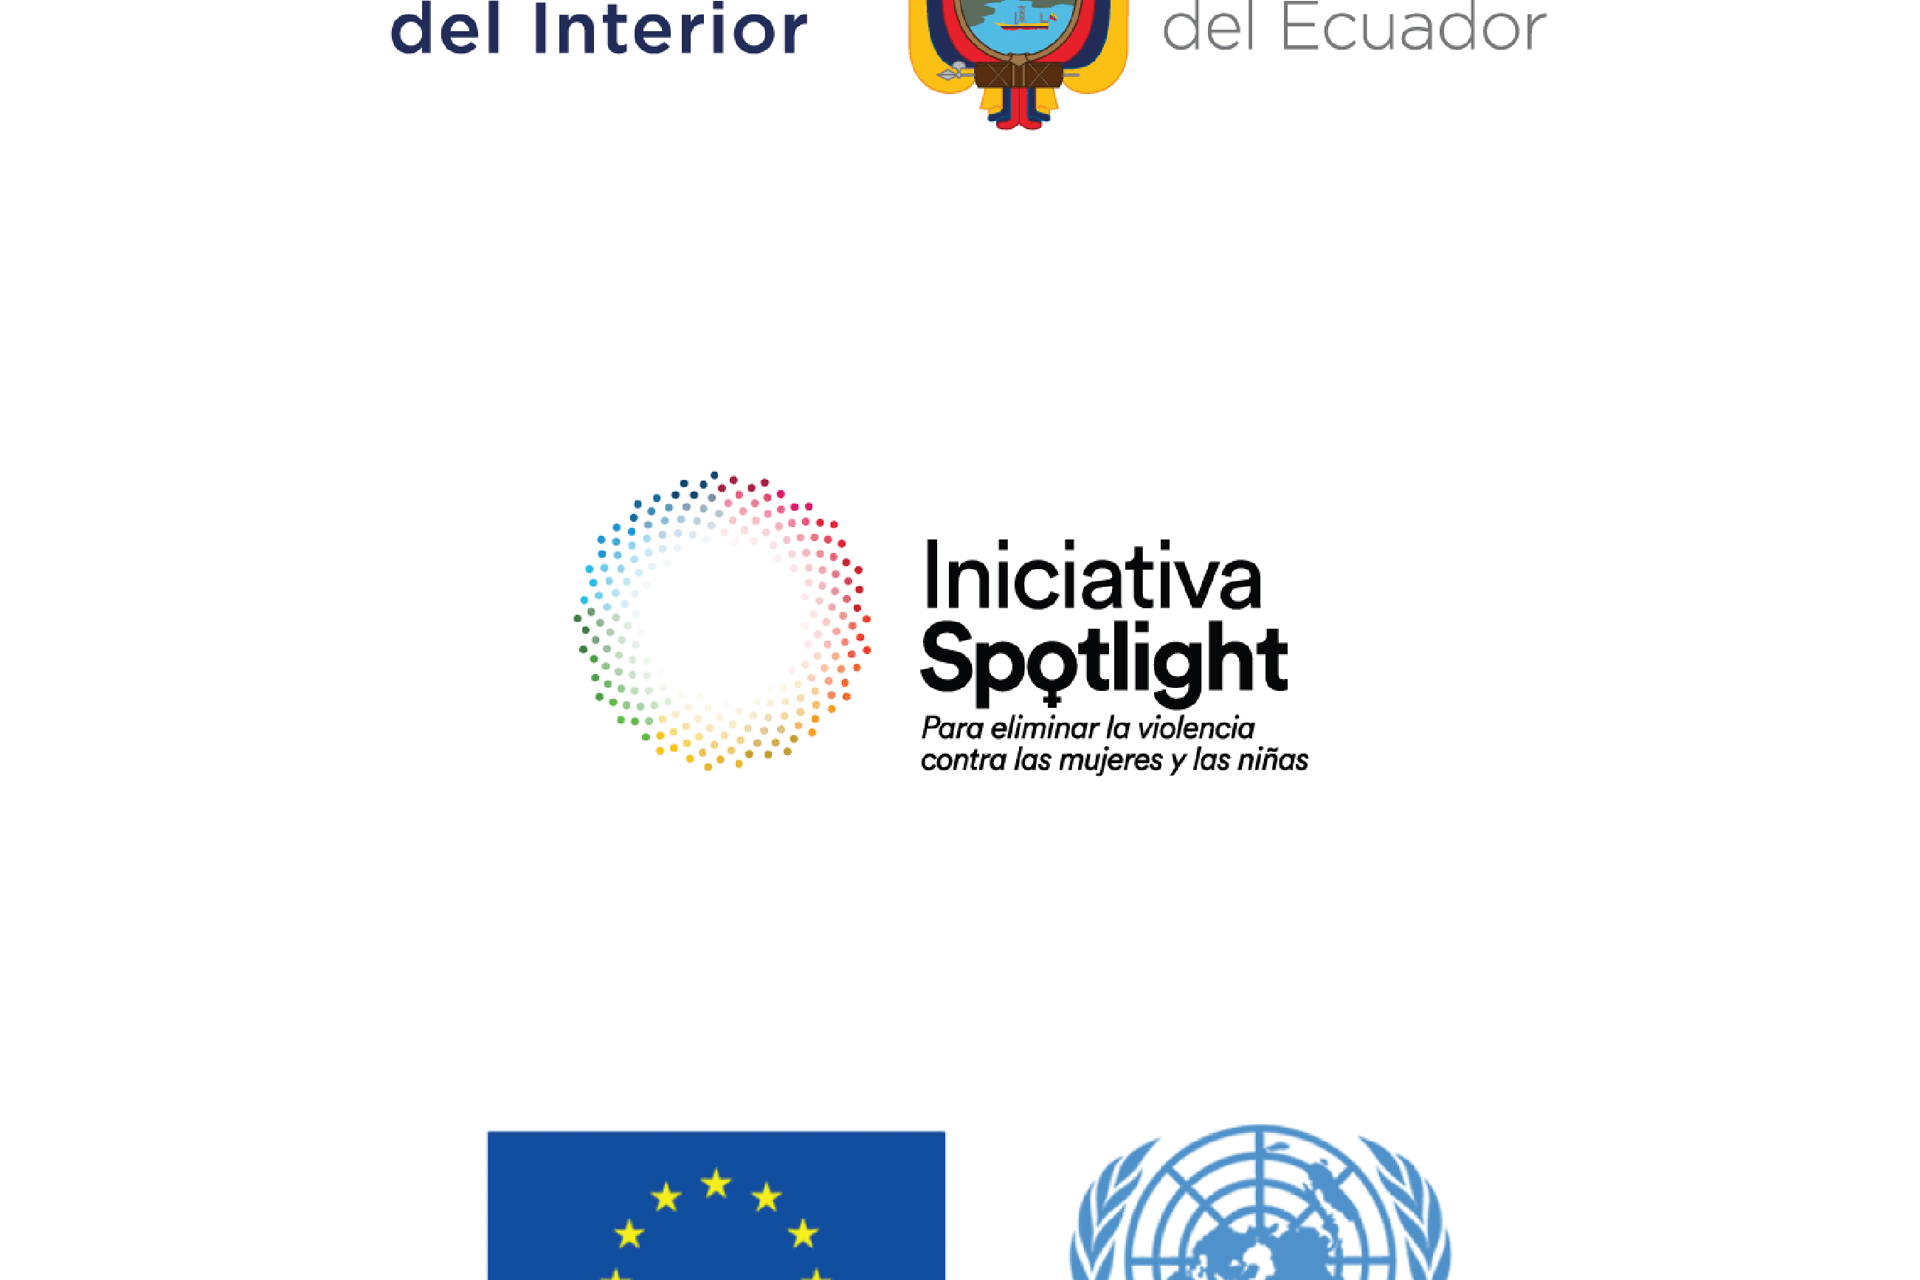 del Interior
del Ecuador
Iniciativa
Spotlight
Para eliminar la violencia
contra las mujeres y las niñas